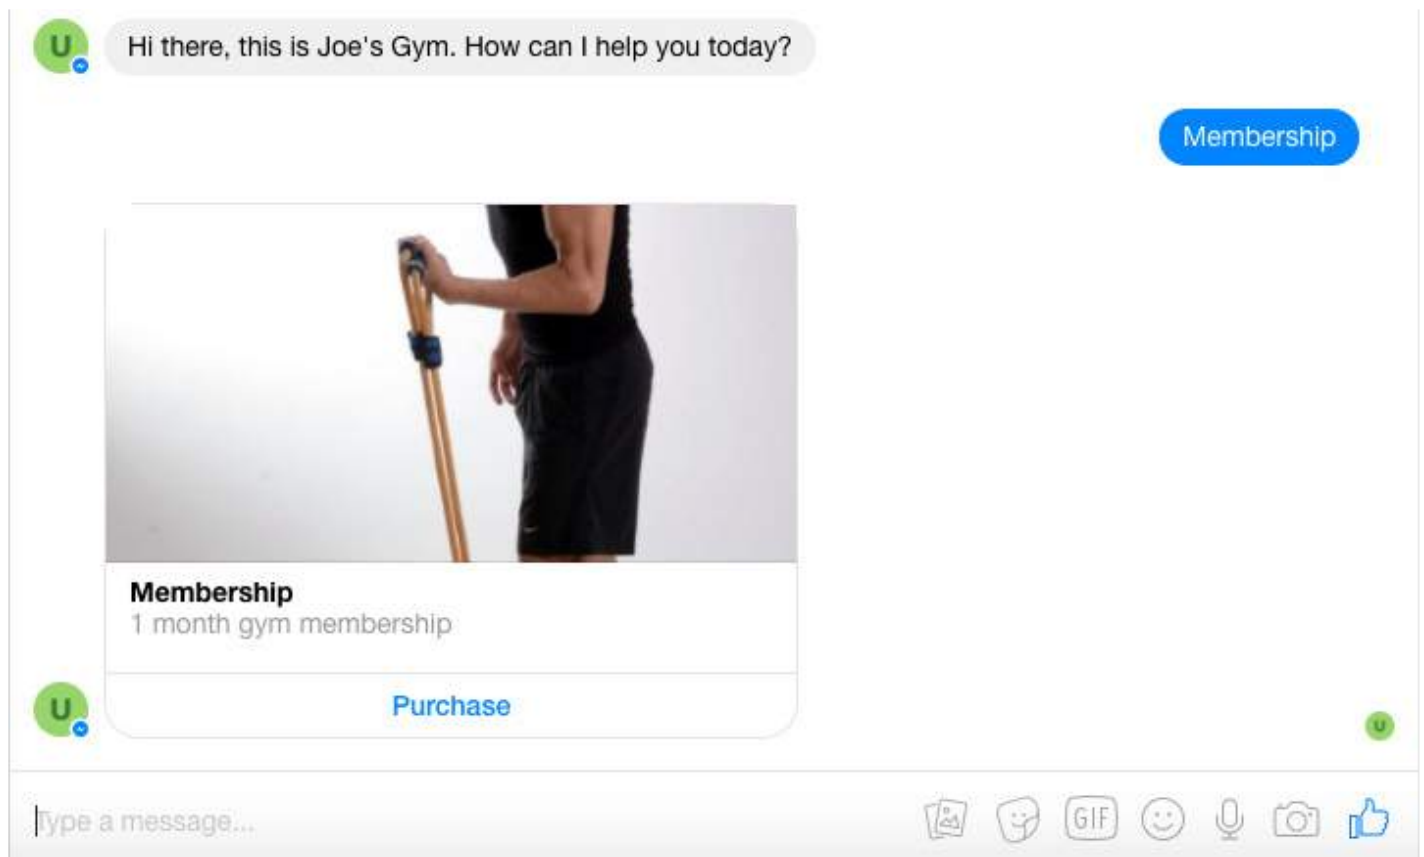 U
Hi there, this is Joe's Gym. How can I help you today?
Membership
Membership
1 month gym membership
Purchase
U
U
Type a message...
GIF